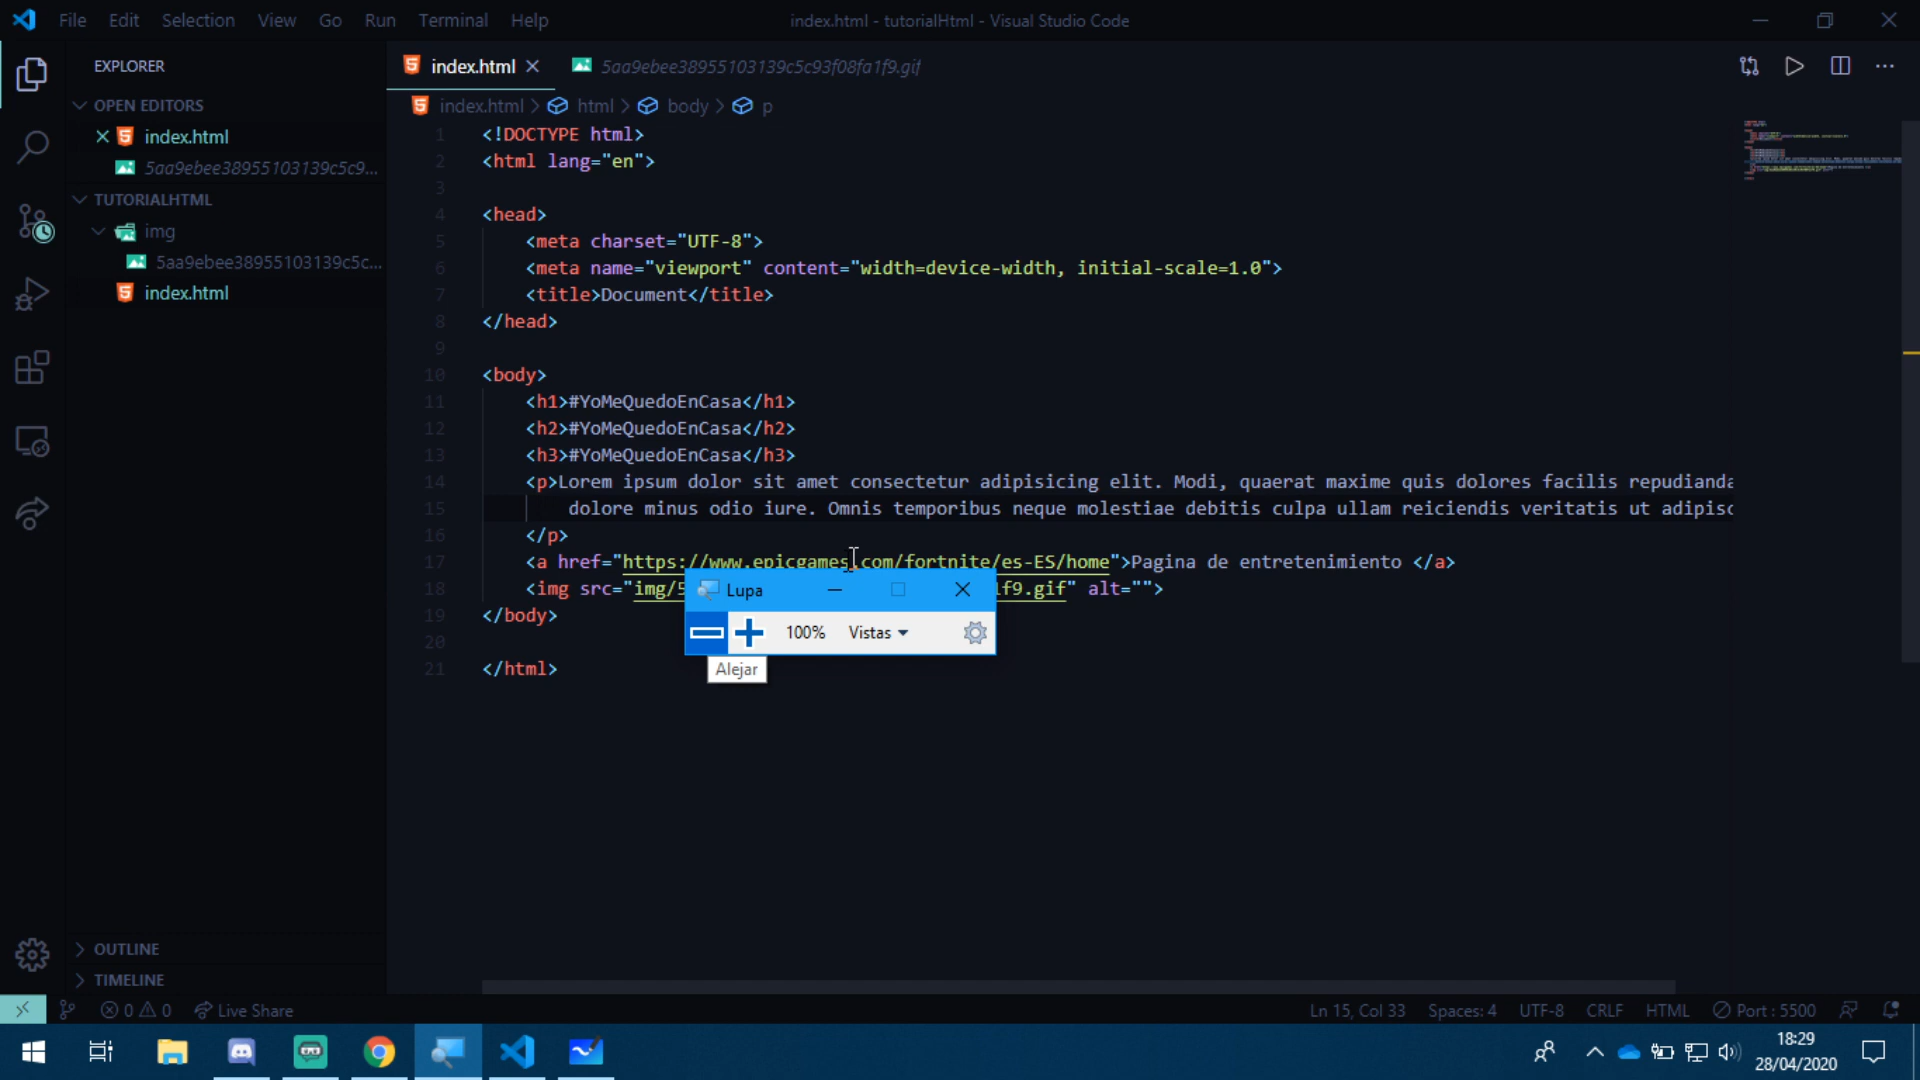 File Edit Selection View Go Run Terminal Help
index.html - tutorialHtml - Visual Studio Code
EXPLORER
OPEN EDITORS
index.html
5aa9ebee38955103139c5c9...
TUTORIALHTML
img
5aa9ebee38955103139c5c...
index.html
OUTLINE
TIMELINE
index.html
5aa9ebee38955103139c5c93f08fa1f9.gif
index.html > html > body > p
1 <!DOCTYPE html>
2 <html lang="en">
3
4 <head>
5 <meta charset="UTF-8">
6 <meta name="viewport" content="width=device-width, initial-scale=1.0">
7 <title>Document</title>
8 </head>
9
10 <body>
11 <h1>#YoMeQuedoEnCasa</h1>
12 <h2>#YoMeQuedoEnCasa</h2>
13 <h3>#YoMeQuedoEnCasa</h3>
14 <p>Lorem ipsum dolor sit amet consectetur adipisicing elit. Modi, quaerat maxime quis dolores facilis repudianda
15 dolore minus odio iure. Omnis temporibus neque molestiae debitis culpa ullam reiciendis veritatis ut adipisc
16 </p>
17 <a href="https://www.epicgames.com/fortnite/es-ES/home">Pagina de entretenimiento </a>
18 <img src="img/5 1f9.gif" alt="">
19 </body>
20
21 </html>
Lupa
100% Vistas
Alejar
0 0 Live Share
Ln 15, Col 33 Spaces: 4 UTF-8 CRLF HTML Port : 5500
18:29
28/04/2020